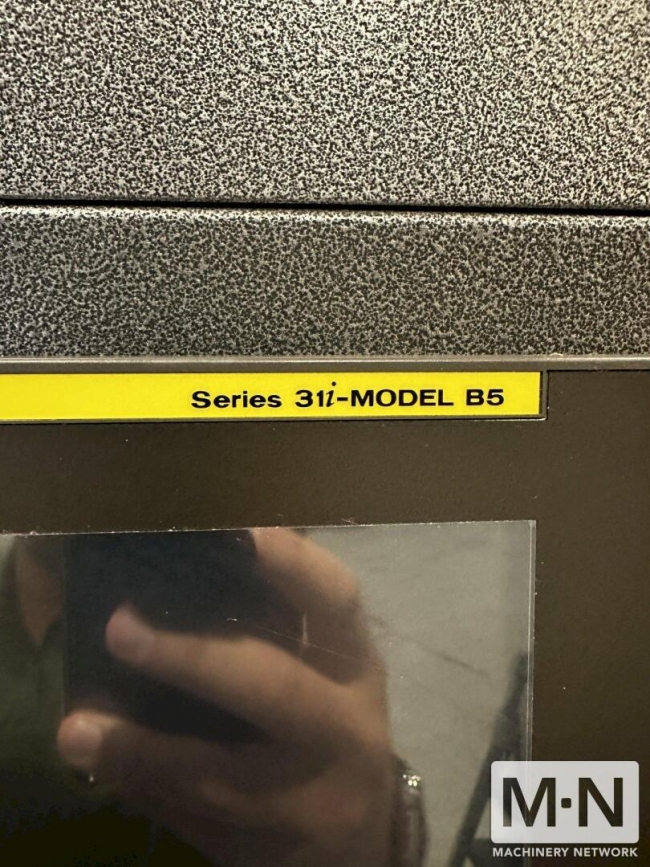 Series 31i-MODEL B5
M·N
MACHINERY NETWORK